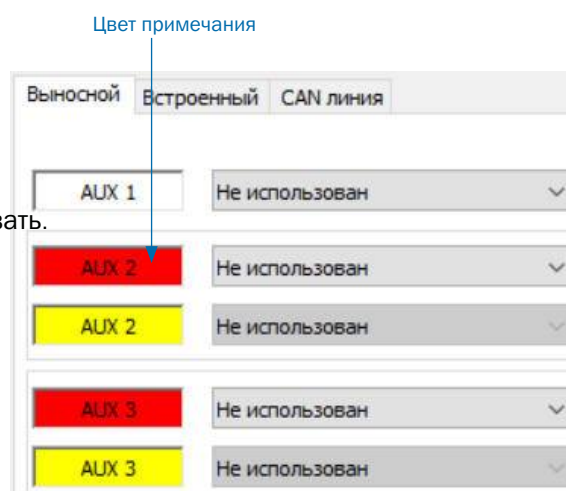 Цвет примечания
Выносной Встроенный CAN линия
AUX 1 Не использован
вать.
AUX 2 Не использован
AUX 2 Не использован
AUX 3 Не использован
AUX 3 Не использован